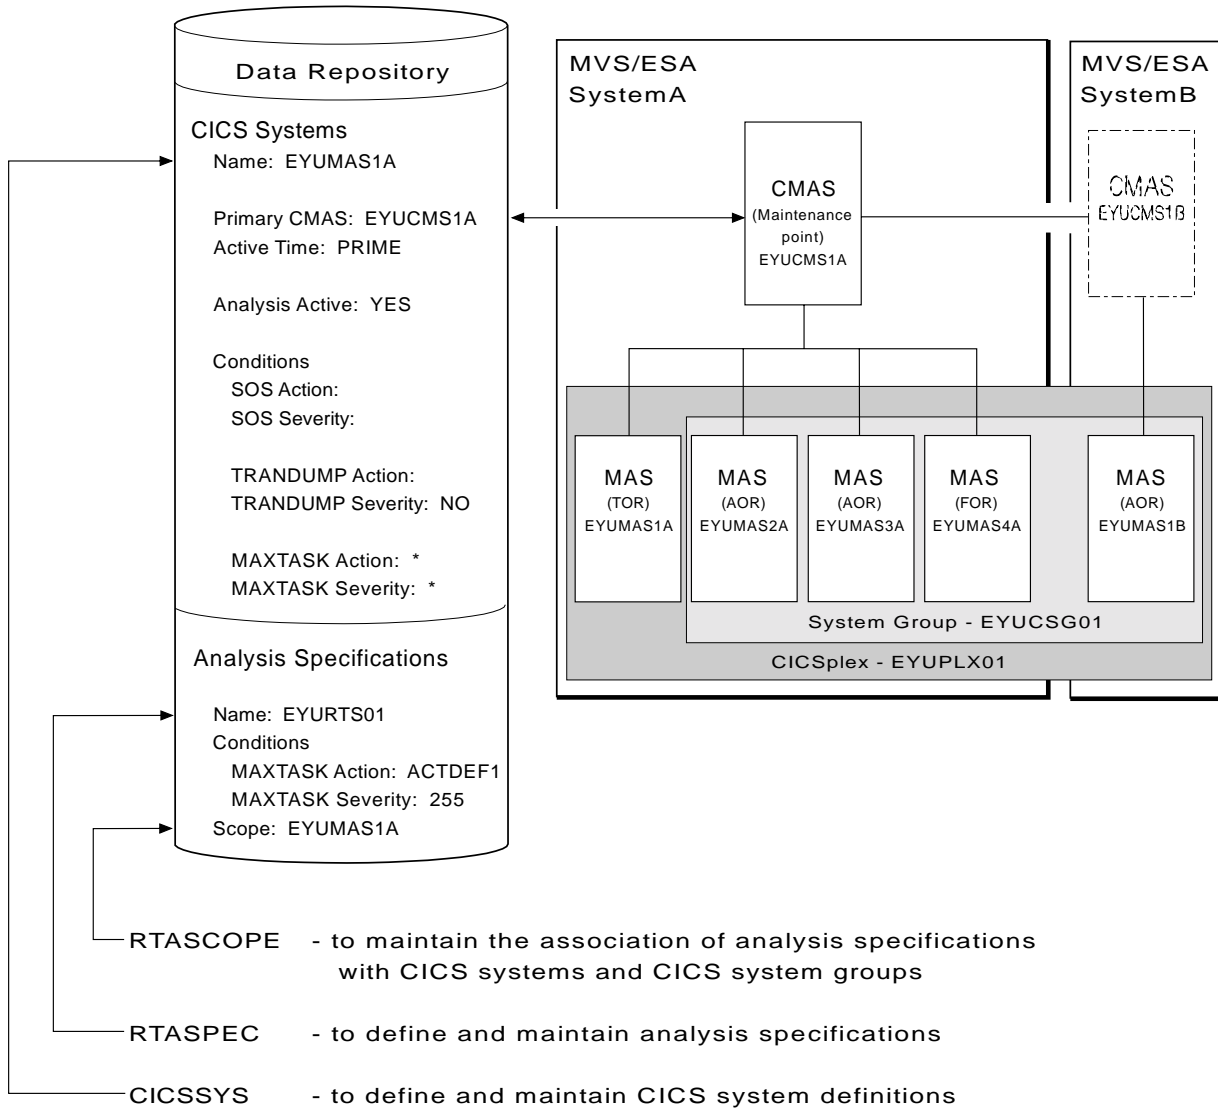 Data Repository
CICS Systems
Name: EYUMAS1A
Primary CMAS: EYUCMS1A
Active Time: PRIME
Analysis Active: YES
Conditions
SOS Action:
SOS Severity:
TRANDUMP Action:
TRANDUMP Severity: NO
MAXTASK Action: *
MAXTASK Severity: *
Analysis Specifications
Name: EYURTS01
Conditions
MAXTASK Action: ACTDEF1
MAXTASK Severity: 255
Scope: EYUMAS1A
MVS/ESA
SystemA
CMAS
(Maintenance
point)
EYUCMS1A
MVS/ESA
SystemB
CMAS
EYUCMS1B
MAS
(TOR)
EYUMAS1A
MAS
(AOR)
EYUMAS2A
MAS
(AOR)
EYUMAS3A
MAS
(FOR)
EYUMAS4A
MAS
(AOR)
EYUMAS1B
System Group - EYUCSG01
CICSplex - EYUPLX01
RTASCOPE - to maintain the association of analysis specifications
with CICS systems and CICS system groups
RTASPEC - to define and maintain analysis specifications
CICSSYS - to define and maintain CICS system definitions